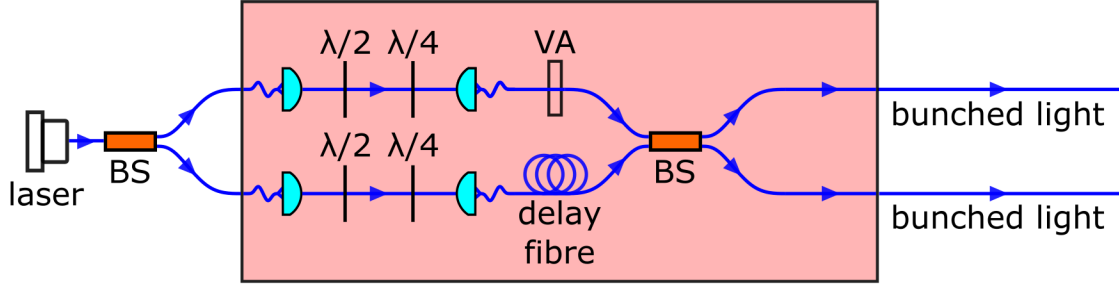 λ/2 λ/4 VA
bunched light
laser
BS
λ/2 λ/4
BS
delay
fibre
bunched light